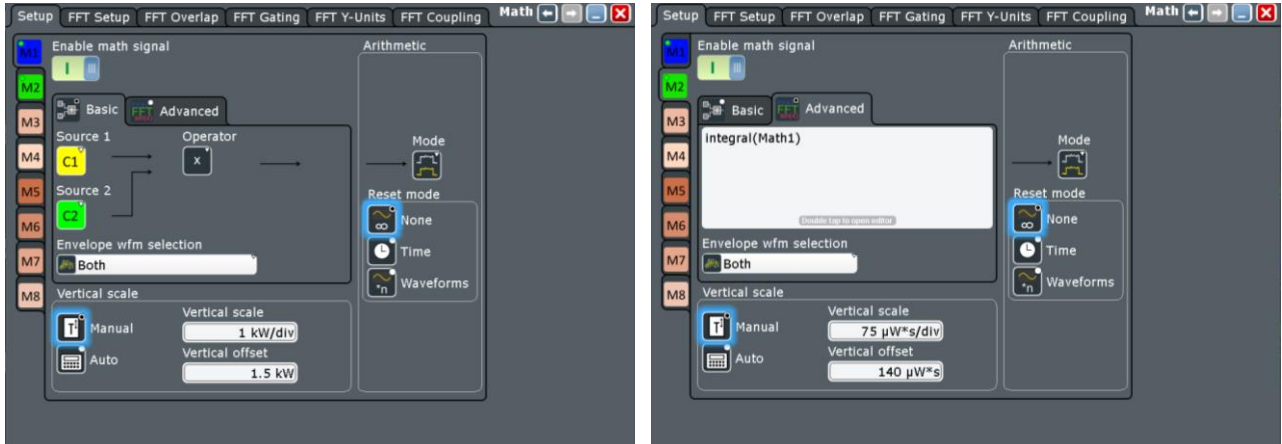 Setup FFT Setup FFT Overlap FFT Gating FFT Y-Units FFT Coupling Math
M1 Enable math signal Arithmetic
M2
Basic FFT Advanced
M3
Source 1 Operator
Mode
M4 C1 x
M5 Source 2 Reset mode
C2 None
M6
Envelope wfm selection
Time
M7 Both
*n Waveforms
M8 Vertical scale
Vertical scale
Manual 1 kW/div
Vertical offset
Auto
1.5 kW
Setup FFT Setup FFT Overlap FFT Gating FFT Y-Units FFT Coupling Math
M1 Enable math signal Arithmetic
M2
Basic FFT Advanced
M3
integral(Math1)
Mode
M4
M5 Reset mode
None
M6 Double tap to open editor
Envelope wfm selection
Time
M7 Both
*n Waveforms
M8 Vertical scale
Vertical scale
Manual 75 µW*s/div
Vertical offset
Auto
140 µW*s